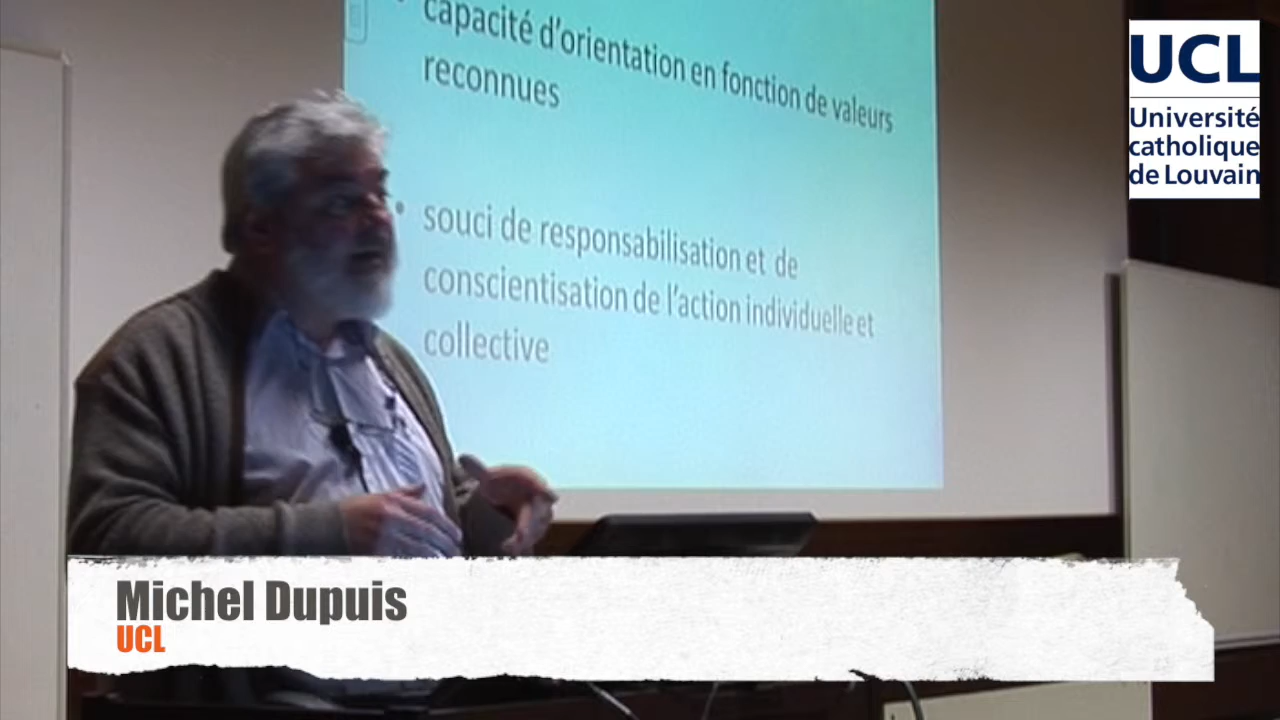 capacité d'orientation en fonction de valeurs
reconnues
• souci de responsabilisation et de
conscientisation de l'action individuelle et
collective
UCL
Université
catholique
de Louvain
Michel Dupuis
UCL